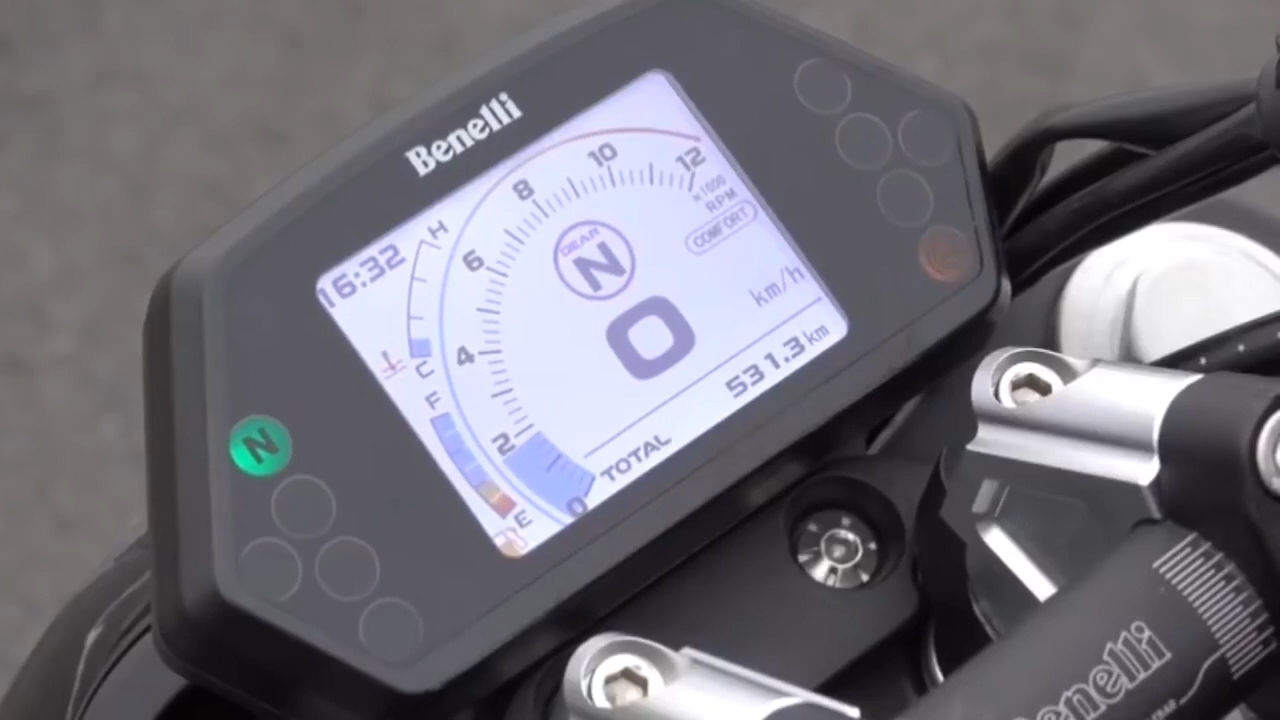 Benelli
16:32
H
C
F
E
0
2
4
6
8
10
12
×1000
RPM
COMFORT
GEAR
N
0
km/h
TOTAL 531.3 km
N
Benelli